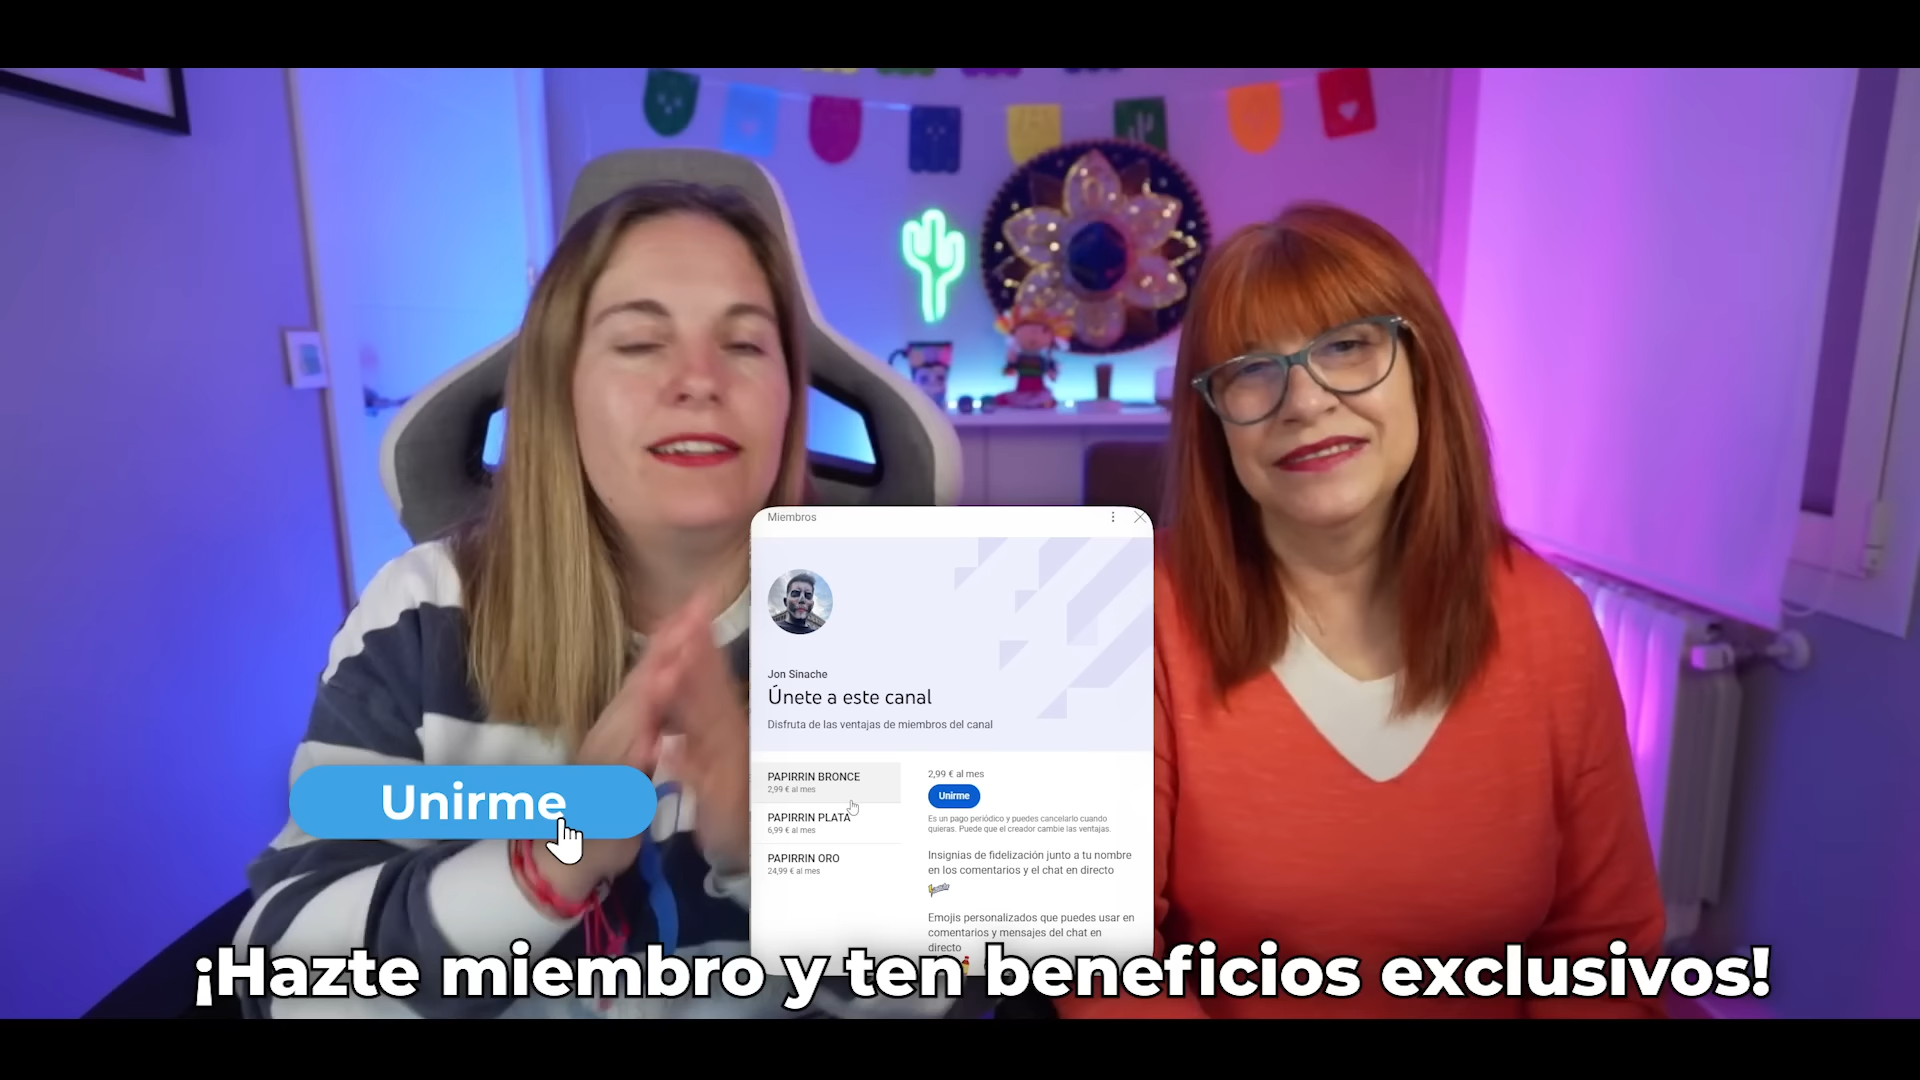 Miembros
Jon Sinache
Únete a este canal
Disfruta de las ventajas de miembros del canal
PAPIRRIN BRONCE
2,99 € al mes
PAPIRRIN PLATA
6,99 € al mes
PAPIRRIN ORO
24,99 € al mes
2,99 € al mes
Unirme
Es un pago periódico y puedes cancelarlo cuando
quieras. Puede que el creador cambie las ventajas.
Insignias de fidelización junto a tu nombre
en los comentarios y el chat en directo
Emojis personalizados que puedes usar en
comentarios y mensajes del chat en
directo
Unirme
¡Hazte miembro y ten beneficios exclusivos!